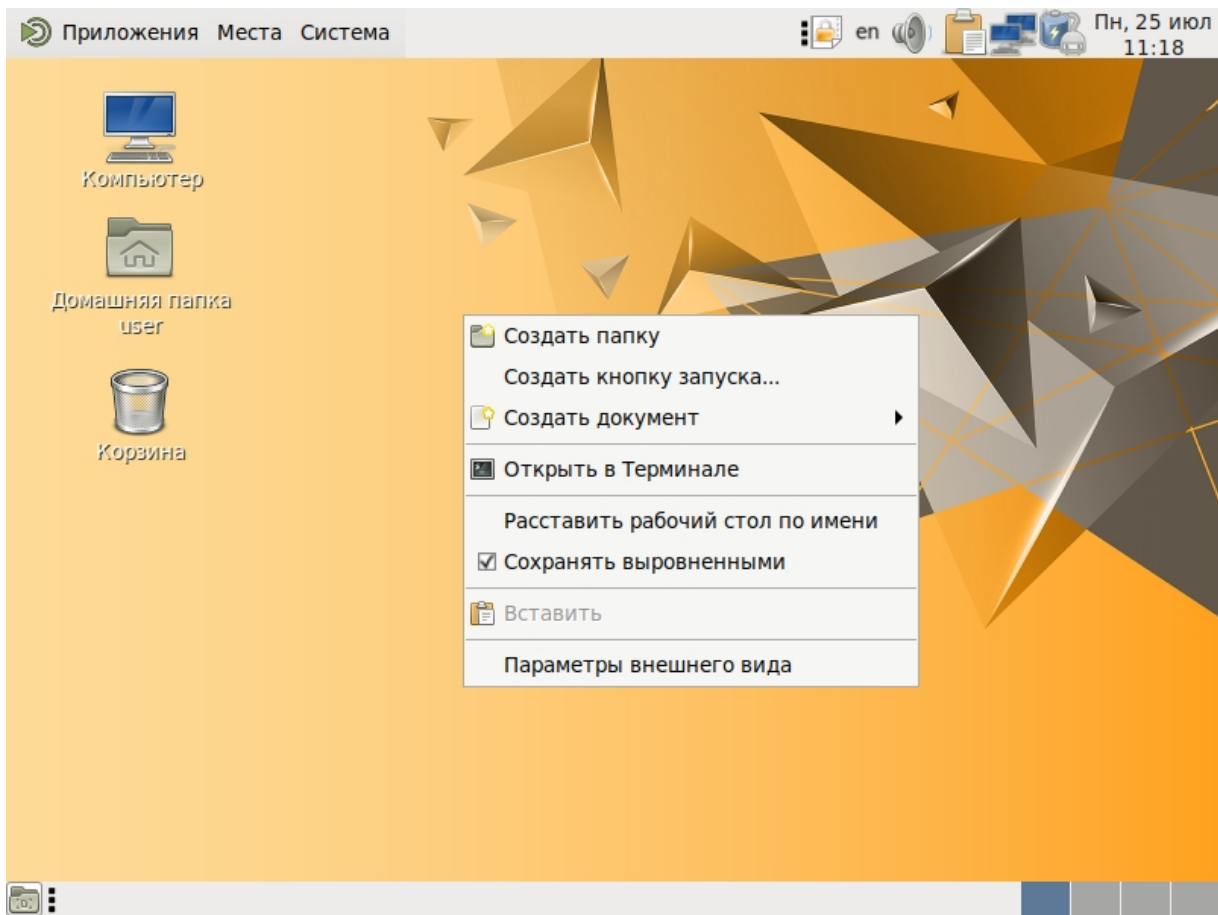 Приложения Места Система
en
Пн, 25 июл
11:18
Компьютер
Домашняя папка
user
Корзина
Создать папку
Создать кнопку запуска...
Создать документ
Открыть в Терминале
Расставить рабочий стол по имени
Сохранять выровненными
Вставить
Параметры внешнего вида